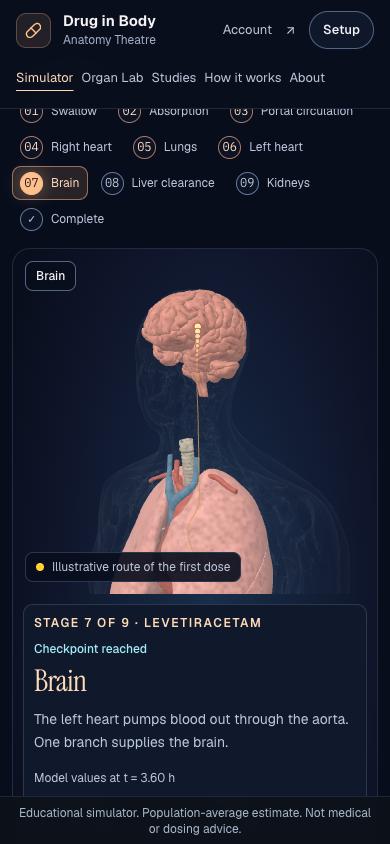 Drug in Body
Anatomy Theatre
Account ↗ Setup
Simulator Organ Lab Studies How it works About
01 Swallow 02 Absorption 03 Portal circulation
04 Right heart 05 Lungs 06 Left heart
07 Brain 08 Liver clearance 09 Kidneys
✓ Complete
Brain
Illustrative route of the first dose
STAGE 7 OF 9 · LEVETIRACETAM
Checkpoint reached
Brain
The left heart pumps blood out through the aorta.
One branch supplies the brain.
Model values at t = 3.60 h
Educational simulator. Population-average estimate. Not medical
or dosing advice.